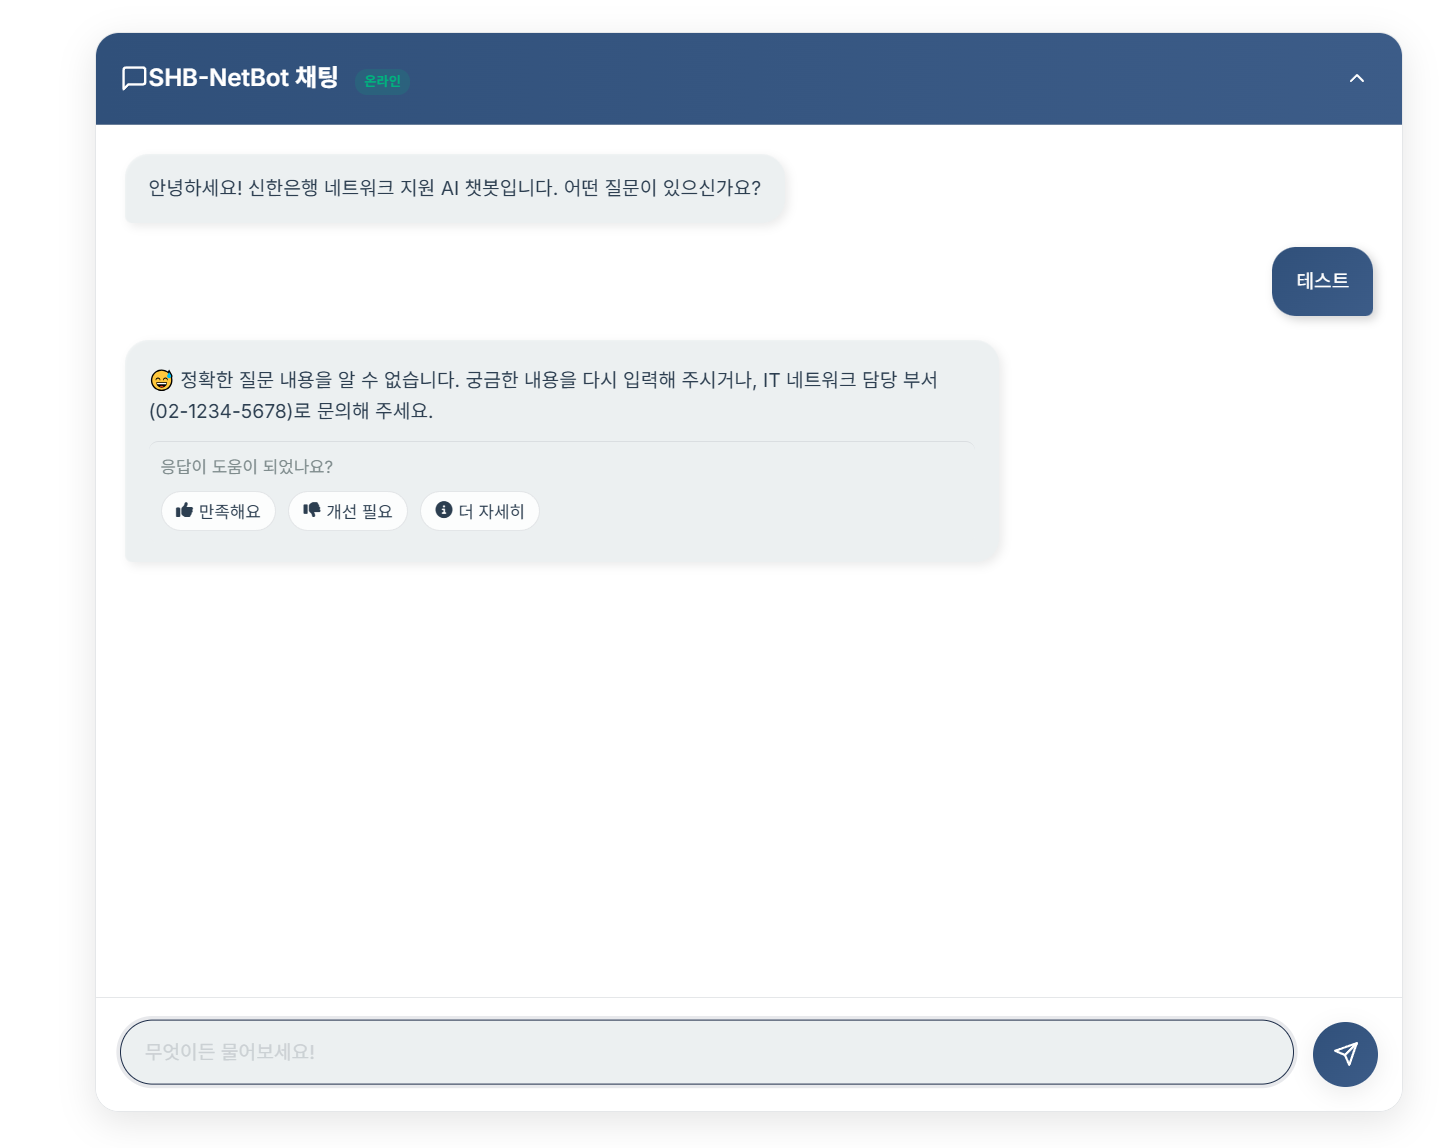 SHB-NetBot 채팅
온라인
안녕하세요! 신한은행 네트워크 지원 AI 챗봇입니다. 어떤 질문이 있으신가요?
테스트
😅 정확한 질문 내용을 알 수 없습니다. 궁금한 내용을 다시 입력해 주시거나, IT 네트워크 담당 부서
(02-1234-5678)로 문의해 주세요.
응답이 도움이 되었나요?
만족해요 개선 필요 더 자세히
무엇이든 물어보세요!